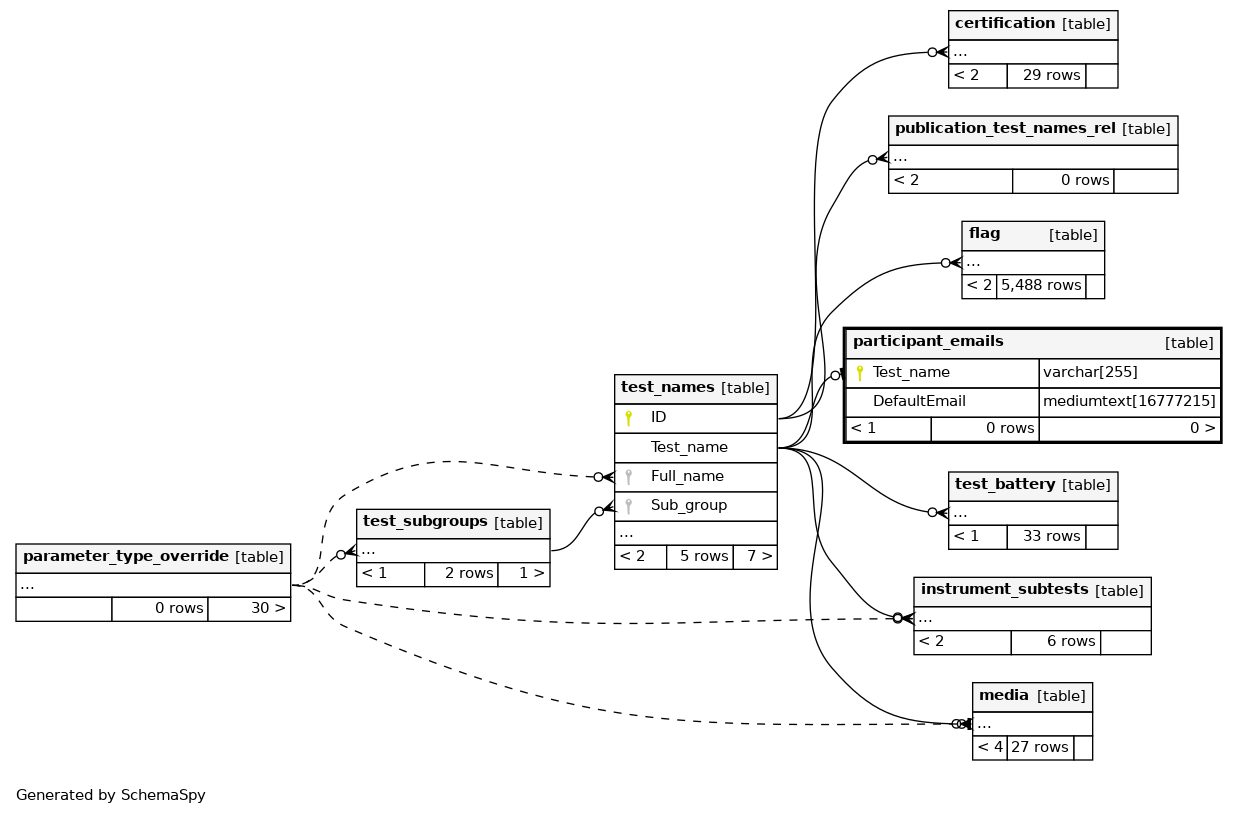 certification [table]
...
< 2 29 rows
publication_test_names_rel [table]
...
< 2 0 rows
flag [table]
...
< 2 5,488 rows
participant_emails [table]
Test_name varchar[255]
DefaultEmail mediumtext[16777215]
< 1 0 rows 0 >
test_names [table]
ID
Test_name
Full_name
Sub_group
...
< 2 5 rows 7 >
test_battery [table]
...
< 1 33 rows
test_subgroups [table]
...
< 1 2 rows 1 >
parameter_type_override [table]
...
0 rows 30 >
instrument_subtests [table]
...
< 2 6 rows
media [table]
...
< 4 27 rows
Generated by SchemaSpy